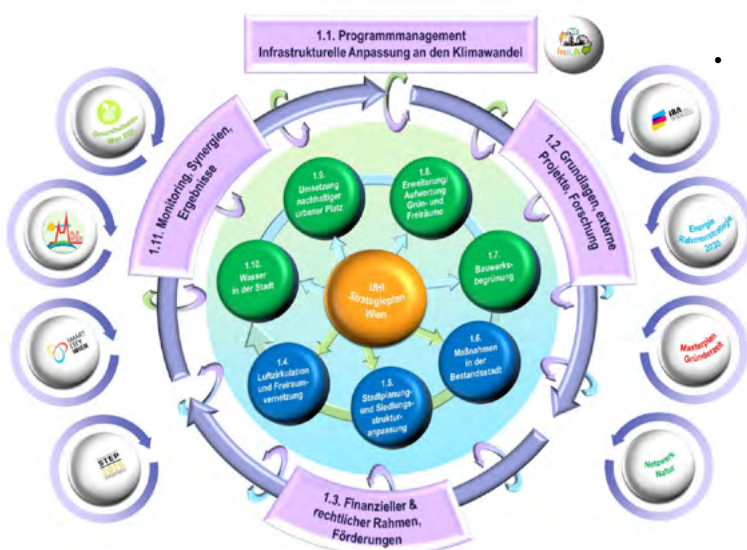 1.1. Programmmanagement
Infrastrukturelle Anpassung an den Klimawandel
InKA
1.11. Monitoring, Synergien,
Ergebnisse
1.2. Grundlagen, externe
Projekte, Forschung
1.9.
Umsetzung
nachhaltiger
urbaner Platz
1.8.
Erweiterung/
Aufwertung
Grün- und
Freiräume
1.10.
Wasser
in der Stadt
1.7.
Bauwerks-
begrünung
UHI
Strategieplan
Wien
1.4.
Luftzirkulation
und Freiraum-
vernetzung
1.5.
Stadtplanung-
und Siedlungs-
struktur-
anpassung
1.6.
Maßnahmen
in der
Bestandsstadt
1.3. Finanzieller &
rechtlicher Rahmen,
Förderungen
SMART
CITY
WIEN
STEP
2025
Energie
Rahmenstrategie
2020
Masterplan
Gründerzeit
Netzwerk
Natur